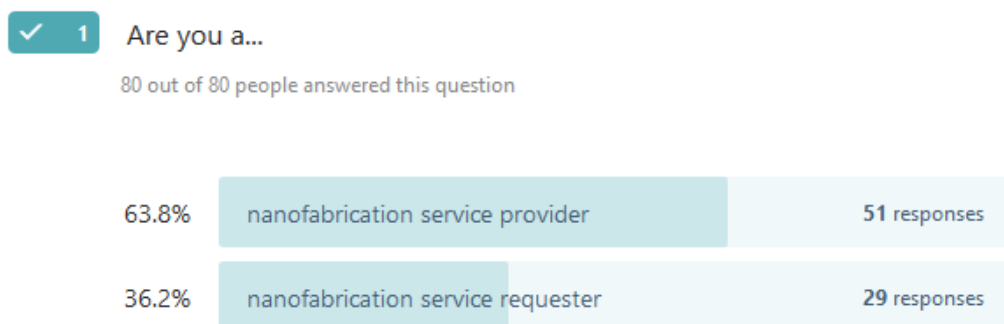 1 Are you a...
80 out of 80 people answered this question
63.8% nanofabrication service provider 51 responses
36.2% nanofabrication service requester 29 responses